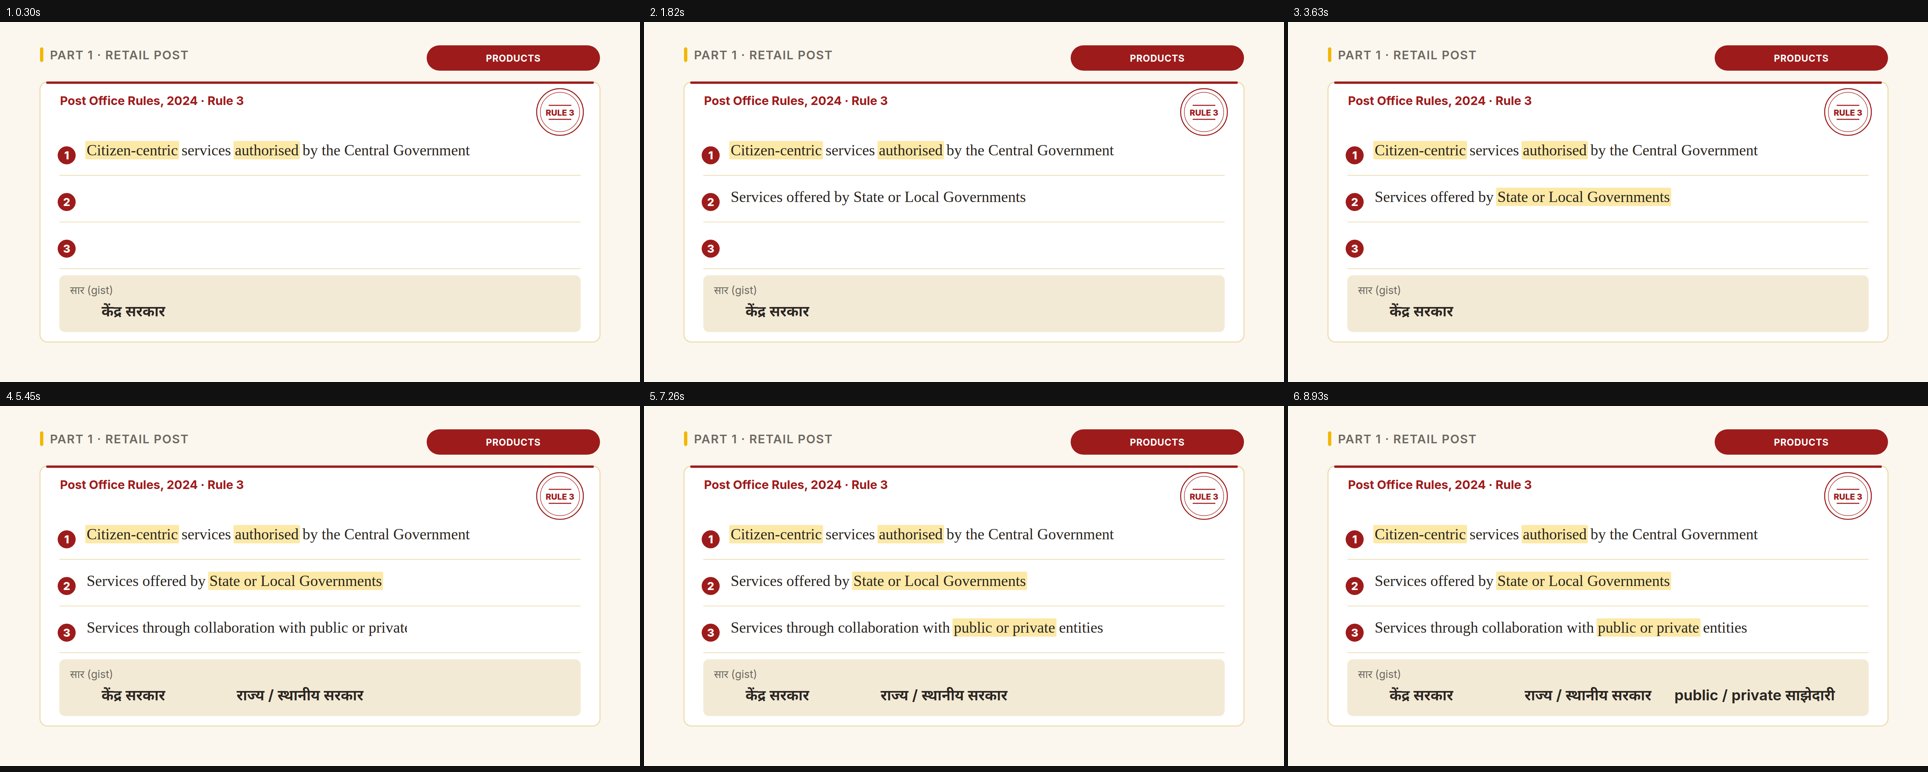 1. 0.30s
PART 1 · RETAIL POST
PRODUCTS
Post Office Rules, 2024 · Rule 3
RULE 3
1 Citizen-centric services authorised by the Central Government
2
3
सार (gist)
केंद्र सरकार
2. 1.82s
PART 1 · RETAIL POST
PRODUCTS
Post Office Rules, 2024 · Rule 3
RULE 3
1 Citizen-centric services authorised by the Central Government
2 Services offered by State or Local Governments
3
सार (gist)
केंद्र सरकार
3. 3.63s
PART 1 · RETAIL POST
PRODUCTS
Post Office Rules, 2024 · Rule 3
RULE 3
1 Citizen-centric services authorised by the Central Government
2 Services offered by State or Local Governments
3
सार (gist)
केंद्र सरकार
4. 5.45s
PART 1 · RETAIL POST
PRODUCTS
Post Office Rules, 2024 · Rule 3
RULE 3
1 Citizen-centric services authorised by the Central Government
2 Services offered by State or Local Governments
3 Services through collaboration with public or private
सार (gist)
केंद्र सरकार राज्य / स्थानीय सरकार
5. 7.26s
PART 1 · RETAIL POST
PRODUCTS
Post Office Rules, 2024 · Rule 3
RULE 3
1 Citizen-centric services authorised by the Central Government
2 Services offered by State or Local Governments
3 Services through collaboration with public or private entities
सार (gist)
केंद्र सरकार राज्य / स्थानीय सरकार
6. 8.93s
PART 1 · RETAIL POST
PRODUCTS
Post Office Rules, 2024 · Rule 3
RULE 3
1 Citizen-centric services authorised by the Central Government
2 Services offered by State or Local Governments
3 Services through collaboration with public or private entities
सार (gist)
केंद्र सरकार राज्य / स्थानीय सरकार public / private साझेदारी